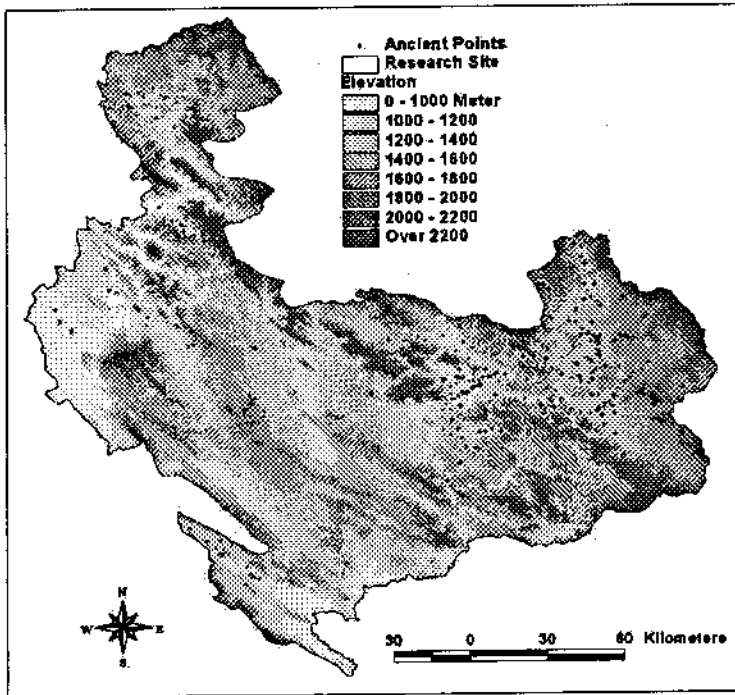 Ancient Points
Research Site
Elevation
0 - 1000 Meter
1000 - 1200
1200 - 1400
1400 - 1600
1600 - 1800
1800 - 2000
2000 - 2200
Over 2200
N
W E
S
30 0 30 60 Kilometers